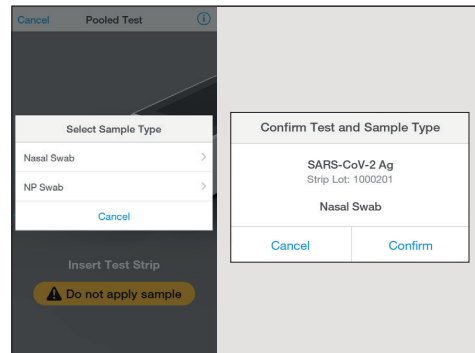 Cancel Pooled Test
Select Sample Type
Nasal Swab
NP Swab
Cancel
Insert Test Strip
Do not apply sample
Confirm Test and Sample Type
SARS-CoV-2 Ag
Strip Lot: 1000201
Nasal Swab
Cancel Confirm